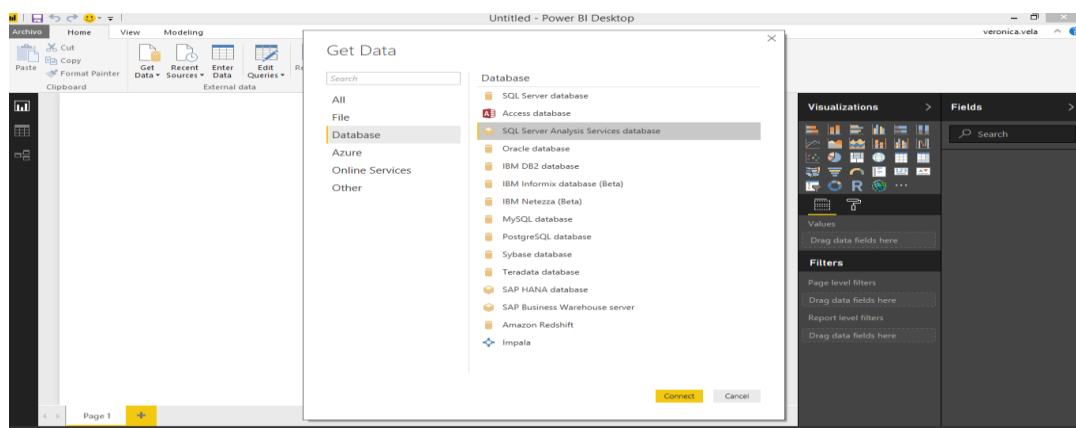 Untitled - Power BI Desktop
Archivo Home View Modeling veronica.vela
Paste
Cut
Copy
Format Painter
Clipboard
Get Data
Recent Sources
Enter Data
Edit Queries
External data
Get Data
Search
All
File
Database
Azure
Online Services
Other
Database
SQL Server database
Access database
SQL Server Analysis Services database
Oracle database
IBM DB2 database
IBM Informix database (Beta)
IBM Netezza (Beta)
MySQL database
PostgreSQL database
Sybase database
Teradata database
SAP HANA database
SAP Business Warehouse server
Amazon Redshift
Impala
Connect Cancel
Visualizations
R
Values
Drag data fields here
Filters
Page level filters
Drag data fields here
Report level filters
Drag data fields here
Fields
Search
Page 1